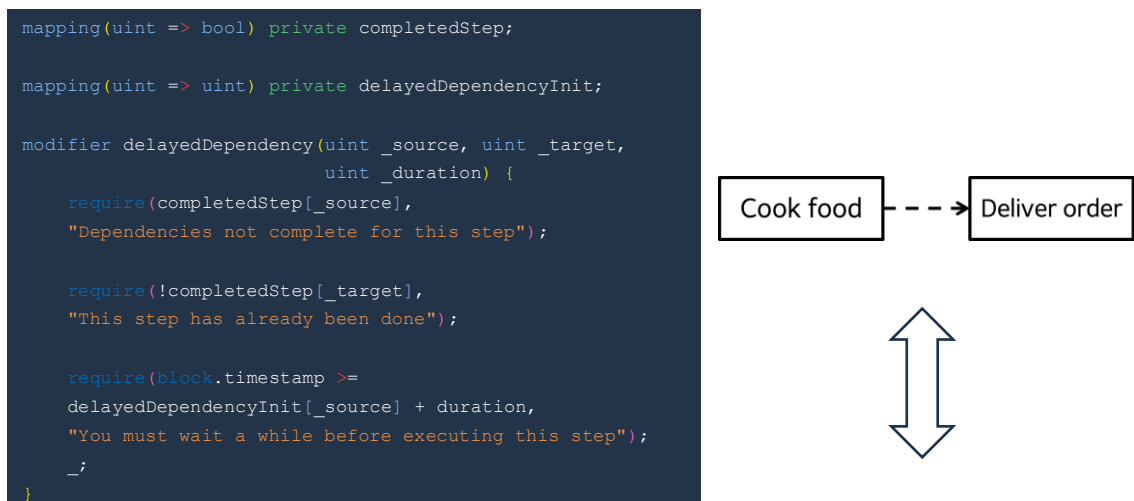 mapping(uint => bool) private completedStep;
mapping(uint => uint) private delayedDependencyInit;
modifier delayedDependency(uint _source, uint _target,
uint _duration) {
require(completedStep[_source],
"Dependencies not complete for this step");
require(!completedStep[_target],
"This step has already been done");
require(block.timestamp >=
delayedDependencyInit[_source] + duration,
"You must wait a while before executing this step");
_;
}
Cook food
Deliver order